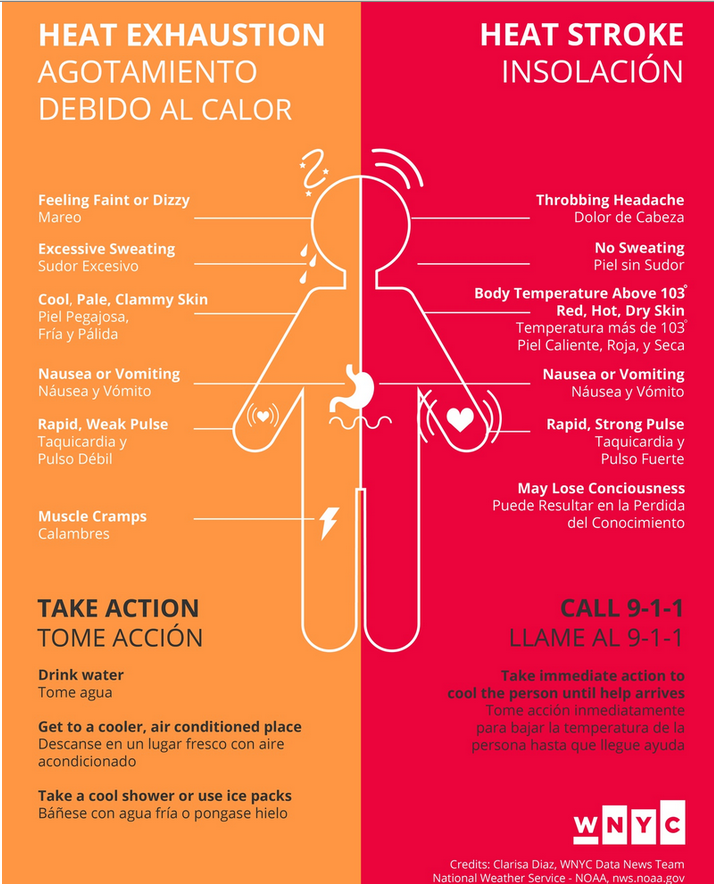 HEAT EXHAUSTION
AGOTAMIENTO
DEBIDO AL CALOR
Feeling Faint or Dizzy
Mareo
Excessive Sweating
Sudor Excesivo
Cool, Pale, Clammy Skin
Piel Pegajosa,
Fría y Pálida
Nausea or Vomiting
Náusea y Vómito
Rapid, Weak Pulse
Taquicardia y
Pulso Débil
Muscle Cramps
Calambres
TAKE ACTION
TOME ACCIÓN
Drink water
Tome agua
Get to a cooler, air conditioned place
Descanse en un lugar fresco con aire
acondicionado
Take a cool shower or use ice packs
Báñese con agua fría o pongase hielo
HEAT STROKE
INSOLACIÓN
Throbbing Headache
Dolor de Cabeza
No Sweating
Piel sin Sudor
Body Temperature Above 103°
Red, Hot, Dry Skin
Temperatura más de 103°
Piel Caliente, Roja, y Seca
Nausea or Vomiting
Náusea y Vómito
Rapid, Strong Pulse
Taquicardia y
Pulso Fuerte
May Lose Conciousness
Puede Resultar en la Perdida
del Conocimiento
CALL 9-1-1
LLAME AL 9-1-1
Take immediate action to
cool the person until help arrives
Tome acción inmediatamente
para bajar la temperatura de la
persona hasta que llegue ayuda
WNYC
Credits: Clarisa Diaz, WNYC Data News Team
National Weather Service - NOAA, nws.noaa.gov